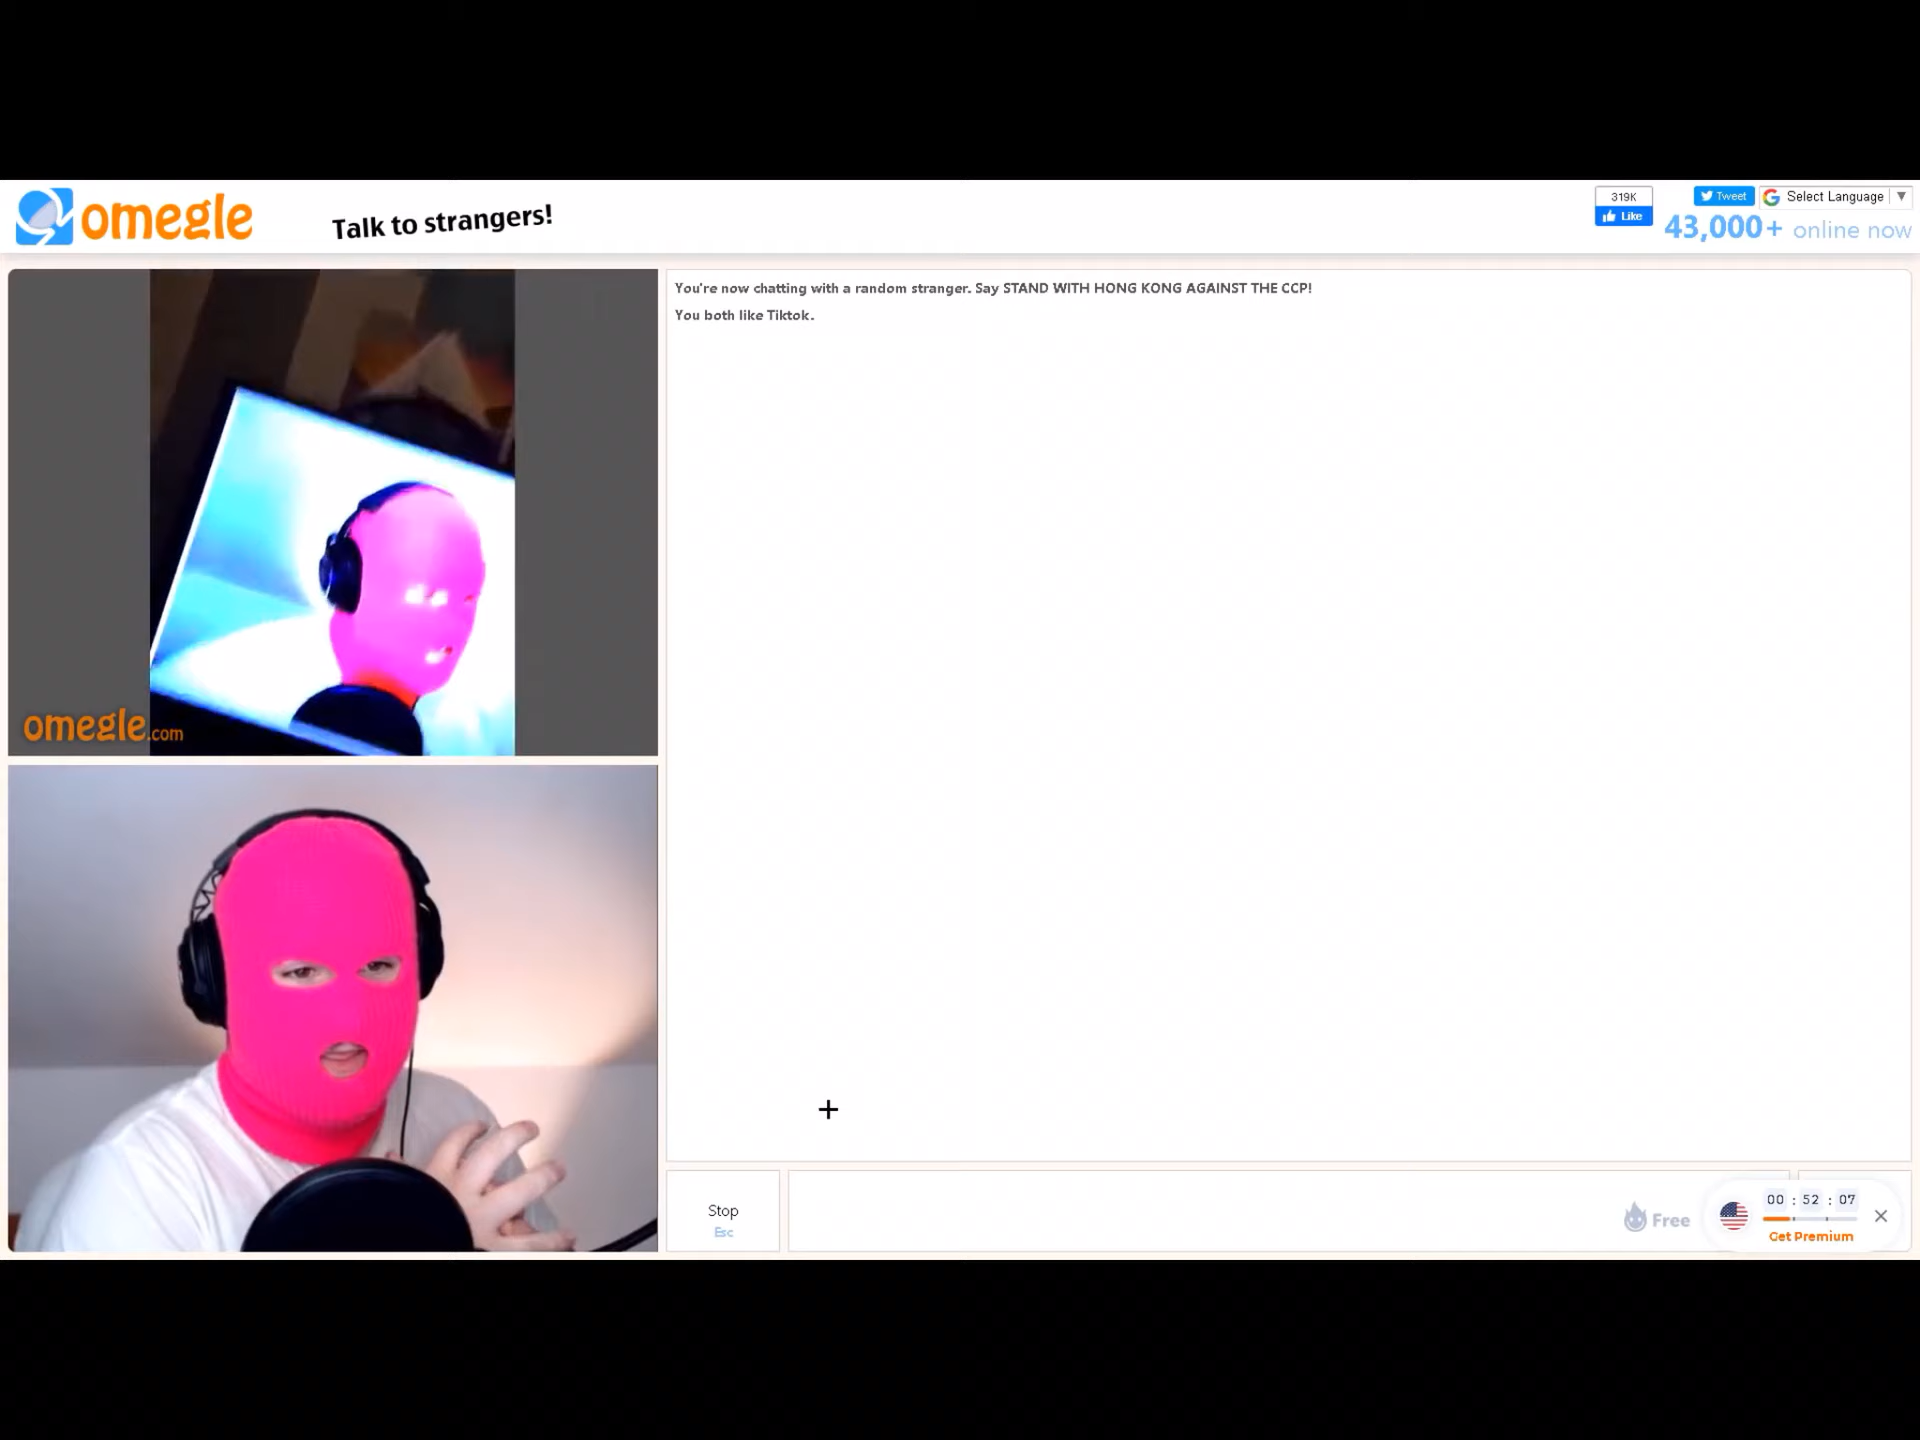 omegle
Talk to strangers!
319K
Like
Tweet
Select Language
43,000+ online now
You're now chatting with a random stranger. Say STAND WITH HONG KONG AGAINST THE CCP!
You both like Tiktok.
omegle.com
Stop
Esc
Free
00 : 52 : 07
Get Premium